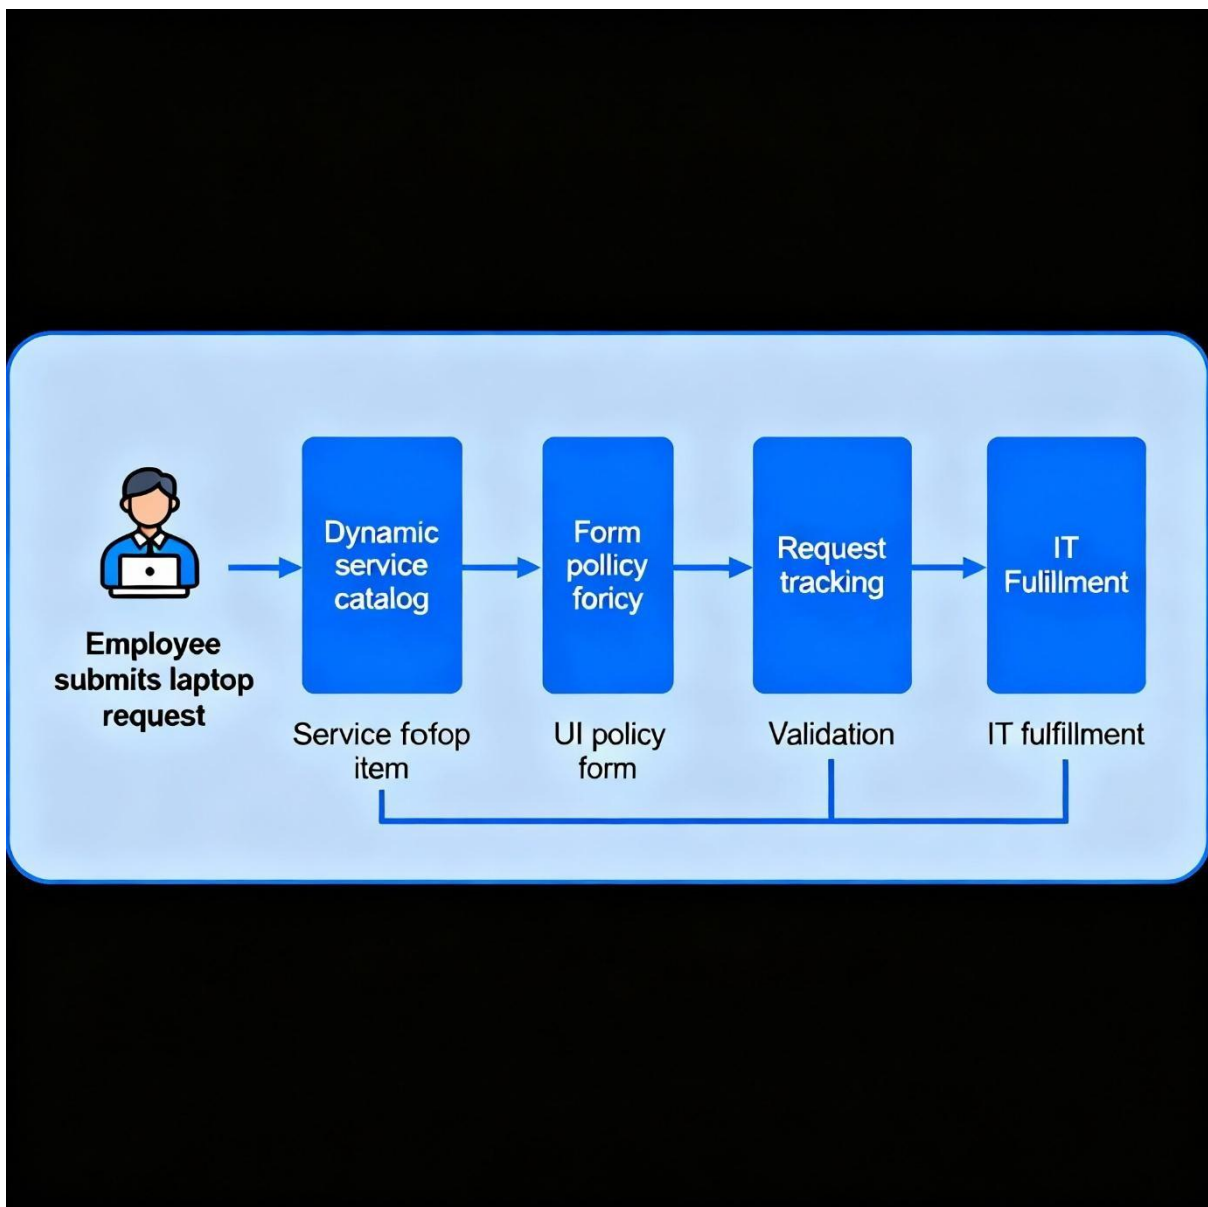 Employee
submits laptop
request
Dynamic
service
catalog
Form
pollicy
foricy
Request
tracking
IT
Fulillment
Service fofop
item
UI policy
form
Validation
IT fulfillment